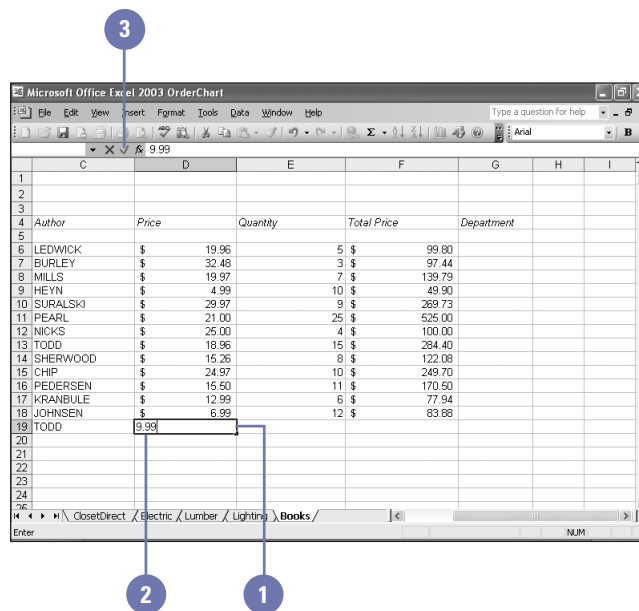 3
Microsoft Office Excel 2003 OrderChart
File Edit View Insert Format Tools Data Window Help Type a question for help
Arial B
9.99
C D E F G H I
1
2
3
4 Author Price Quantity Total Price Department
5
6 LEDWICK $ 19.96 5 $ 99.80
7 BURLEY $ 32.48 3 $ 97.44
8 MILLS $ 19.97 7 $ 139.79
9 HEYN $ 4.99 10 $ 49.90
10 SURALSKI $ 29.97 9 $ 269.73
11 PEARL $ 21.00 25 $ 525.00
12 NICKS $ 25.00 4 $ 100.00
13 TODD $ 18.96 15 $ 284.40
14 SHERWOOD $ 15.26 8 $ 122.08
15 CHIP $ 24.97 10 $ 249.70
16 PEDERSEN $ 15.50 11 $ 170.50
17 KRANBULE $ 12.99 6 $ 77.94
18 JOHNSEN $ 6.99 12 $ 83.88
19 TODD 9.99
20
21
22
23
24
25
ClosetDirect Electric Lumber Lighting Books
Enter NUM
2 1